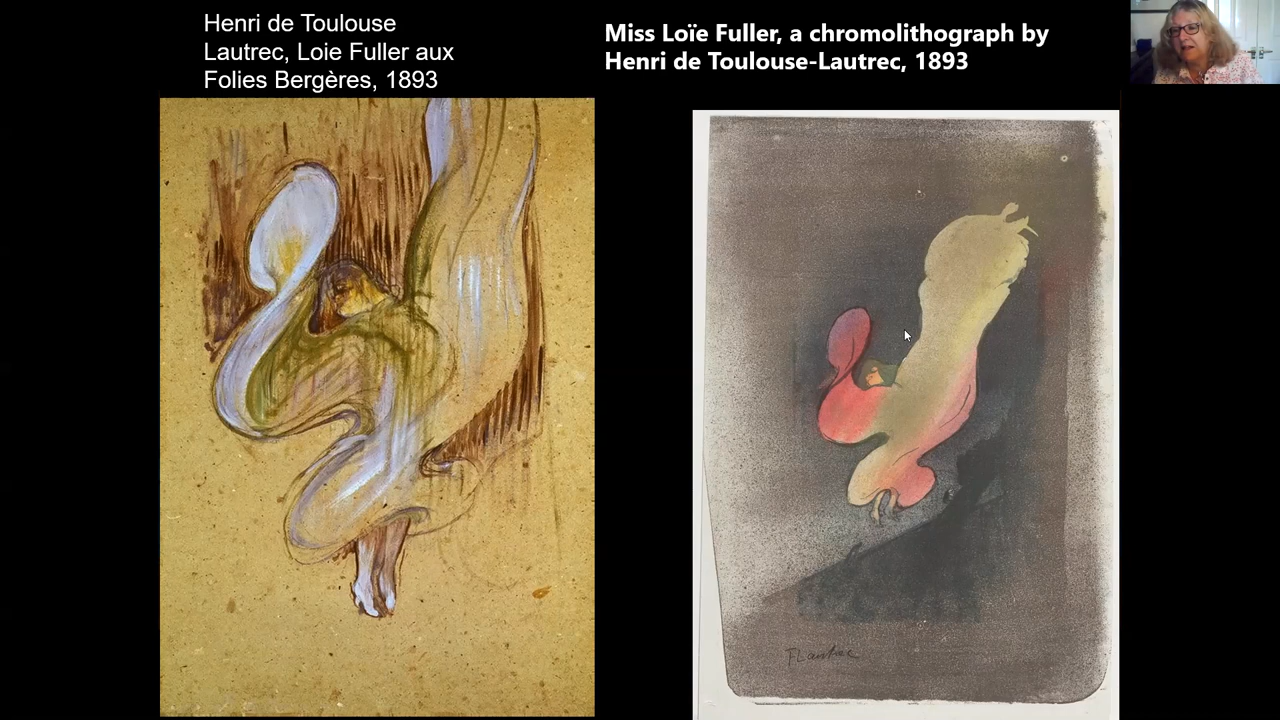 Henri de Toulouse
Lautrec, Loie Fuller aux
Folies Bergères, 1893
Miss Loïe Fuller, a chromolithograph by
Henri de Toulouse-Lautrec, 1893